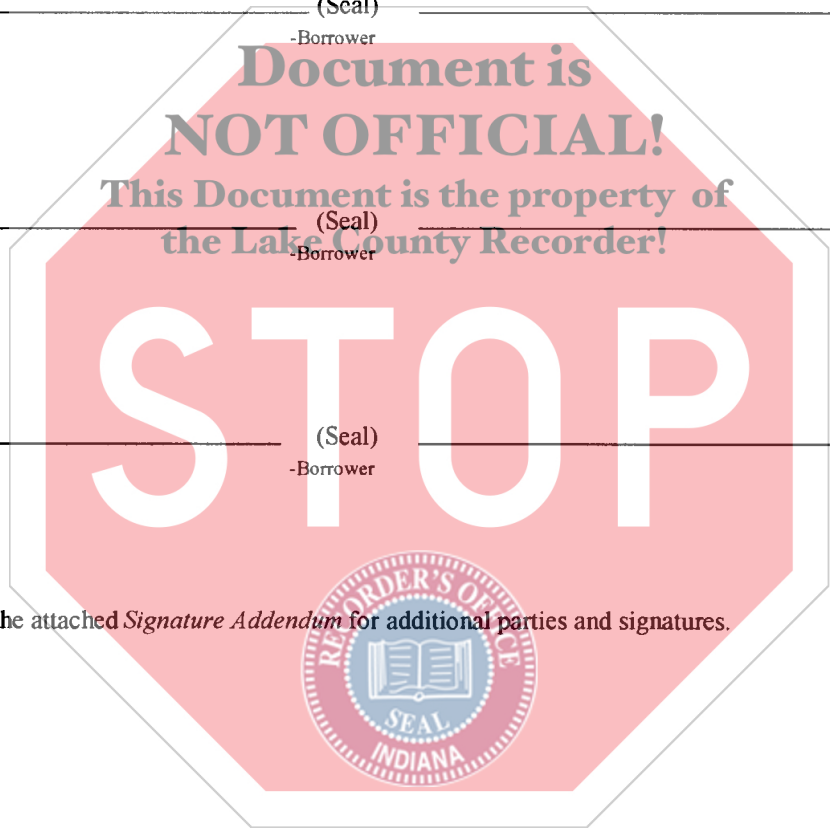 (Seal)
-Borrower
Document is
NOT OFFICIAL!
This Document is the property of
(Seal)
the Lake County Recorder!
-Borrower
STOP
(Seal)
-Borrower
RECORDER'S OFFICE
he attached Signature Addendum for additional parties and signatures.
SEAL
INDIANA